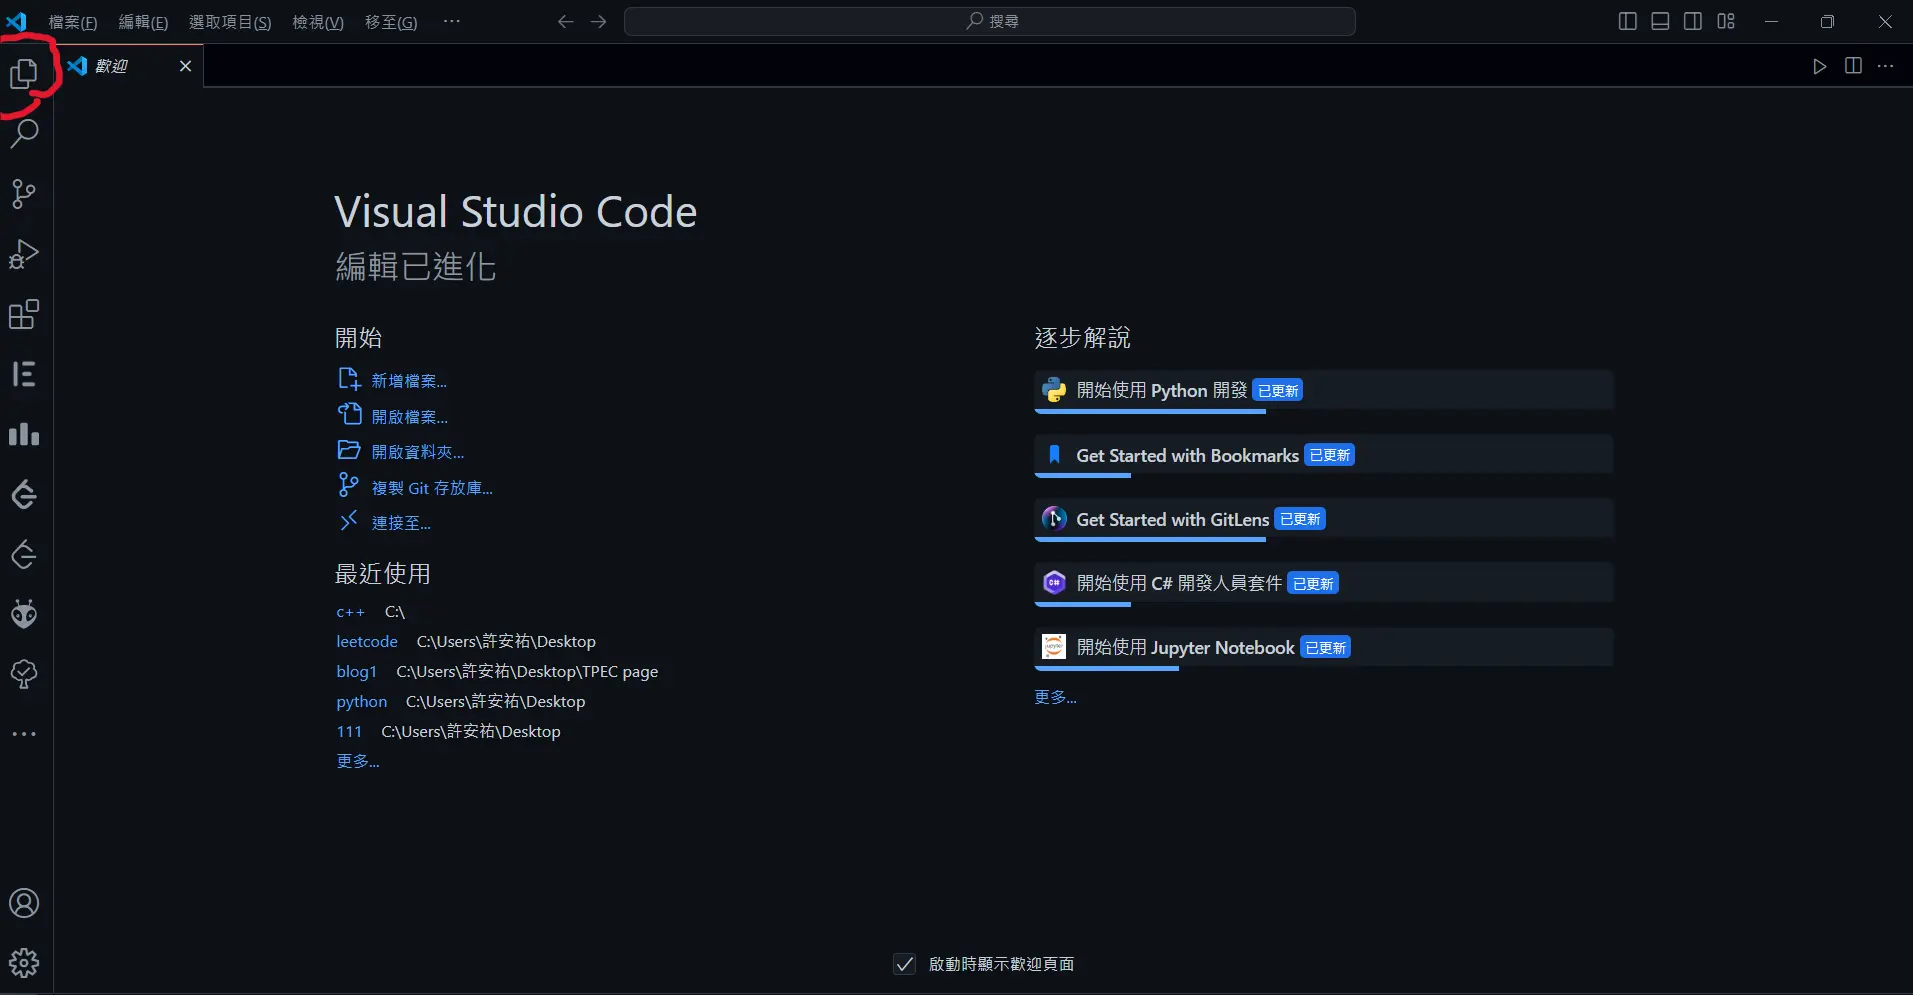 檔案(F) 編輯(E) 選取項目(S) 檢視(V) 移至(G) ··· 搜尋
歡迎
Visual Studio Code
編輯已進化
開始
新增檔案...
開啟檔案...
開啟資料夾...
複製 Git 存放庫...
連接至...
最近使用
c++ C:\
leetcode C:\Users\許安祐\Desktop
blog1 C:\Users\許安祐\Desktop\TPEC page
python C:\Users\許安祐\Desktop
111 C:\Users\許安祐\Desktop
更多...
逐步解說
開始使用 Python 開發 已更新
Get Started with Bookmarks 已更新
Get Started with GitLens 已更新
C# 開始使用 C# 開發人員套件 已更新
jupyter 開始使用 Jupyter Notebook 已更新
更多...
啟動時顯示歡迎頁面